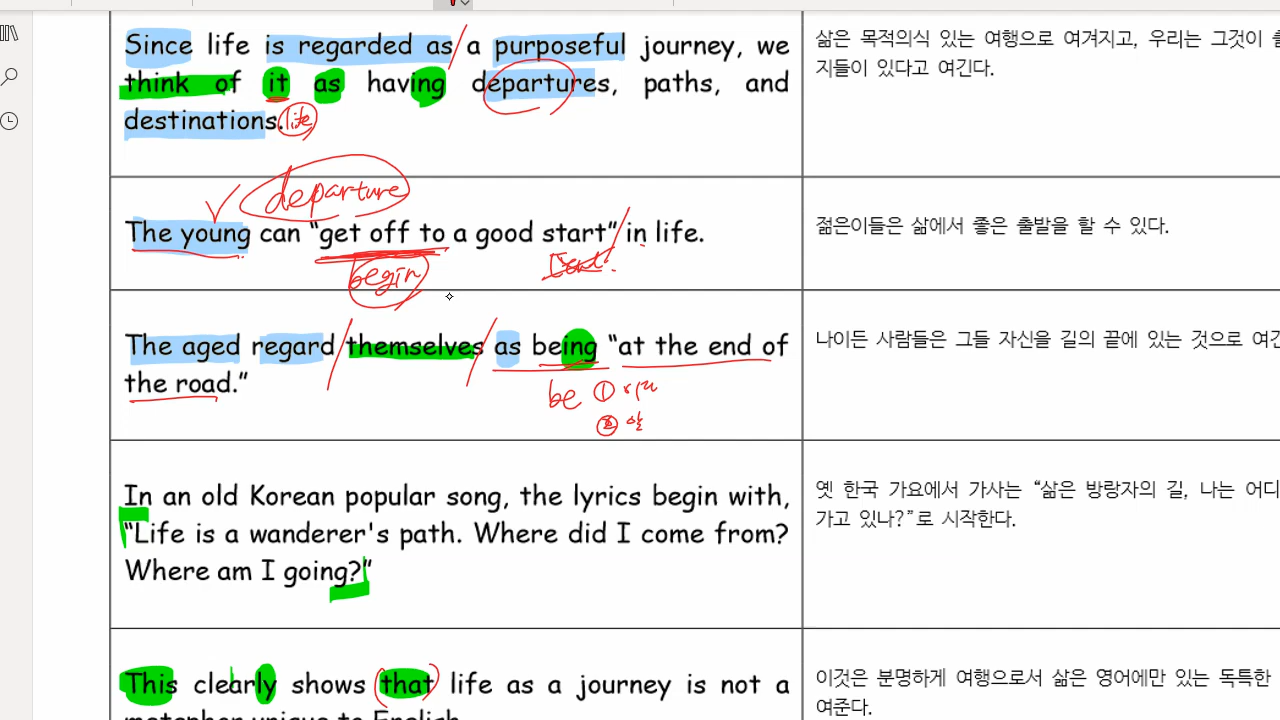 Since life is regarded as a purposeful journey, we
think of it as having departures, paths, and
destinations.
life
삶은 목적의식 있는 여행으로 여겨지고, 우리는 그것이
지들이 있다고 여긴다.
departure
The young can “get off to a good start” in life.
begin
젊은이들은 삶에서 좋은 출발을 할 수 있다.
The aged regard themselves as being “at the end of
the road.”
be ①
②
나이든 사람들은 그들 자신을 길의 끝에 있는 것으로 여긴
In an old Korean popular song, the lyrics begin with,
“Life is a wanderer's path. Where did I come from?
Where am I going?”
옛 한국 가요에서 가사는 “삶은 방랑자의 길, 나는 어디
가고 있나?”로 시작한다.
This clearly shows that life as a journey is not a
metaphor unique to English.
이것은 분명하게 여행으로서 삶은 영어에만 있는 독특한
여준다.